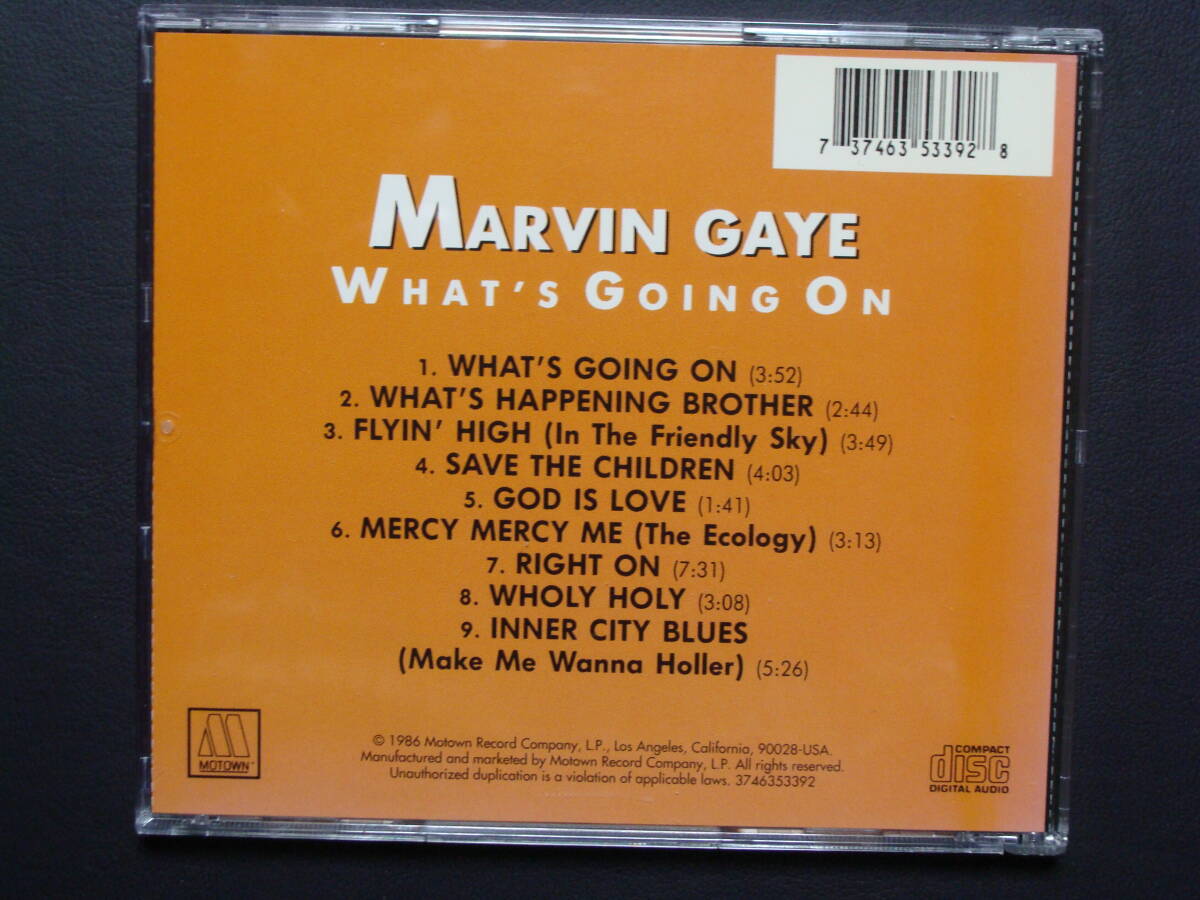 7 37463 53392 8
MARVIN GAYE
WHAT'S GOING ON
1. WHAT'S GOING ON (3:52)
2. WHAT'S HAPPENING BROTHER (2:44)
3. FLYIN' HIGH (In The Friendly Sky) (3:49)
4. SAVE THE CHILDREN (4:03)
5. GOD IS LOVE (1:41)
6. MERCY MERCY ME (The Ecology) (3:13)
7. RIGHT ON (7:31)
8. WHOLY HOLY (3:08)
9. INNER CITY BLUES
(Make Me Wanna Holler) (5:26)
MOTOWN™
© 1986 Motown Record Company, L.P., Los Angeles, California, 90028-USA.
Manufactured and marketed by Motown Record Company, L.P. All rights reserved.
Unauthorized duplication is a violation of applicable laws. 3746353392
COMPACT
disc
DIGITAL AUDIO